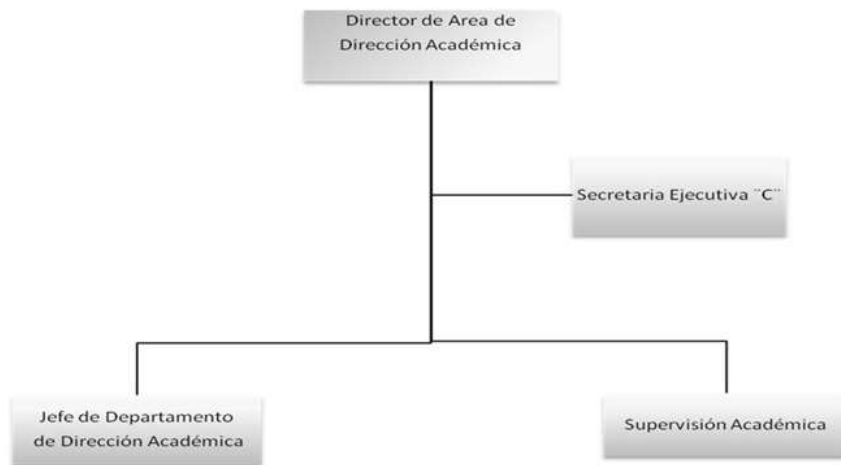 Director de Area de
Dirección Académica
Secretaria Ejecutiva ¨C¨
Jefe de Departamento
de Dirección Académica
Supervisión Académica